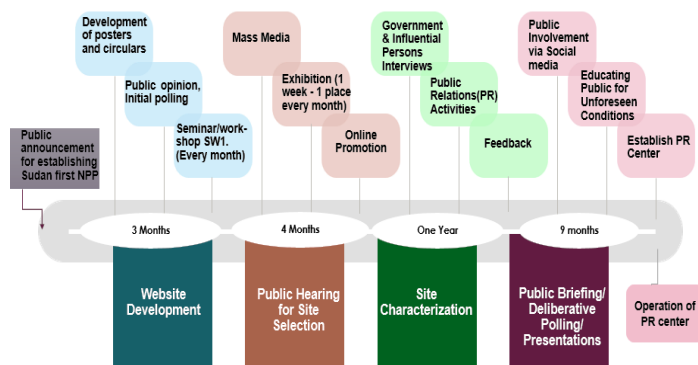 Development of
posters and circulars
Public opinion,
Initial polling
Seminar/work-
shop SW1.
(Every month)
Mass Media
Exhibition (1
week - 1 place
every month)
Online
Promotion
Government
& Influential
Persons
Interviews
Public
Relations(PR)
Activities
Feedback
Public
Involvement
via Social
media
Educating
Public for
Unforeseen
Conditions
Establish PR
Center
Public
announcement
for establishing
Sudan first NPP
3 Months
4 Months
One Year
9 months
Website
Development
Public Hearing
for Site
Selection
Site
Characterization
Public Briefing/
Deliberative
Polling/
Presentations
Operation of
PR center